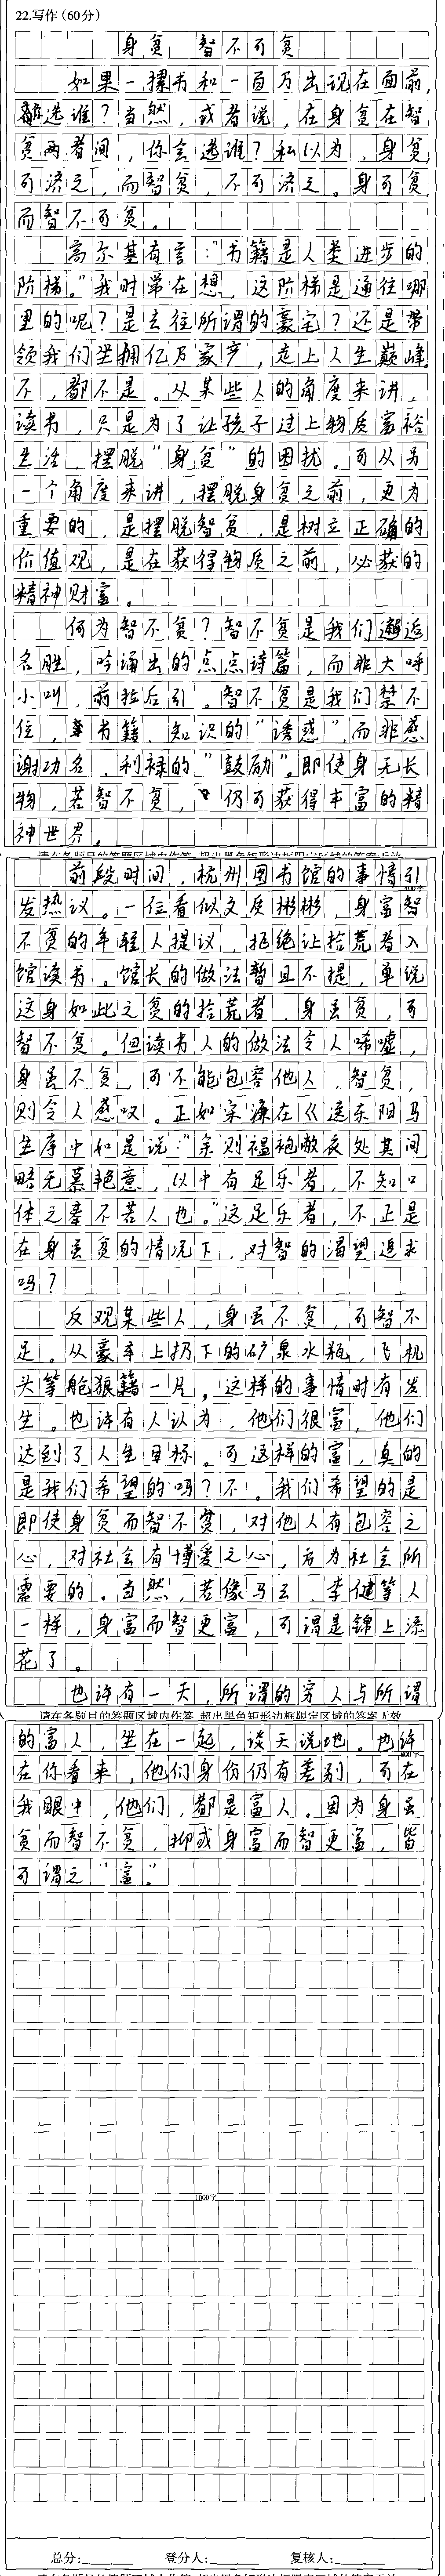 22.写作(60分)
身贫 智不可贫
如果一摞书和一百万出现在面前,
选谁?当然,或者说,在身贫在智
贫两者间,你会选谁?私以为,身贫,
可济之,而智贫,不可济之。身可贫,
而智不可贫。
高尔基有言:“书籍是人类进步的
阶梯。”我时常在想,这阶梯是通往哪
里的呢?是去往所谓的豪宅?还是带
领我们坐拥亿万家产,走上人生巅峰。
不,都不是。从某些人的角度来讲,
读书,只是为了让孩子过上物质富裕
生活,摆脱“身贫”的困扰。可从另
一个角度来讲,摆脱身贫之前,更为
重要的,是摆脱智贫,是树立正确的
价值观,是在获得物质之前,必获的
精神财富。
何为智不贫?智不贫是我们邂逅
名胜,吟诵出的点点诗篇,而非大呼
小叫,前拉后引。智不贫是我们禁不
住,书籍、知识的“诱惑”,而非感
谢功名、利禄的“鼓励”。即使身无长
物,若智不贫,仍可获得丰富的精
神世界。
请在各题目的答题区域内作答,超出黑色矩形边框限定区域的答案无效
前段时间,杭州图书馆的事情引
400字
发热议。一位看似文质彬彬,身富智
不贫的年轻人提议,拒绝让拾荒者入
馆读书。馆长的做法暂且不提,单说
这身如此之贫的拾荒者,身虽贫,可
智不贫。但读书人的做法令人唏嘘,
身虽不贫,可不能包容他人,智贫,
则令人感叹。正如宋濂在《送东阳马
生序中如是说:“余则缊袍敝衣处其间,
略无慕艳意,以中有足乐者,不知口
体之奉不若人也。”这足乐者,不正是
在身虽贫的情况下,对智的渴望追求
吗?
反观某些人,身虽不贫,可智不
足。从豪车上扔下的矿泉水瓶,飞机
头等舱狼籍一片,这样的事情时有发
生。也许有人认为,他们很富,他们
达到了人生目标。可这样的富,真的
是我们希望的吗?不。我们希望的是
即使身贫而智不贫,对他人有包容之
心,对社会有博爱之心,方为社会所
需要的。当然,若像马云、李健等人
一样,身富而智更富,可谓是锦上添
花了。
也许有一天,所谓的穷人与所谓
请在各题目的答题区域内作答,超出黑色矩形边框限定区域的答案无效
的富人,坐在一起,谈天说地。也许
800字
在你看来,他们身份仍有差别,可在
我眼中,他们,都是富人。因为身虽
贫而智不贫,抑或身富而智更富,皆
可谓之“富”。
1000字
总分: 登分人: 复核人: